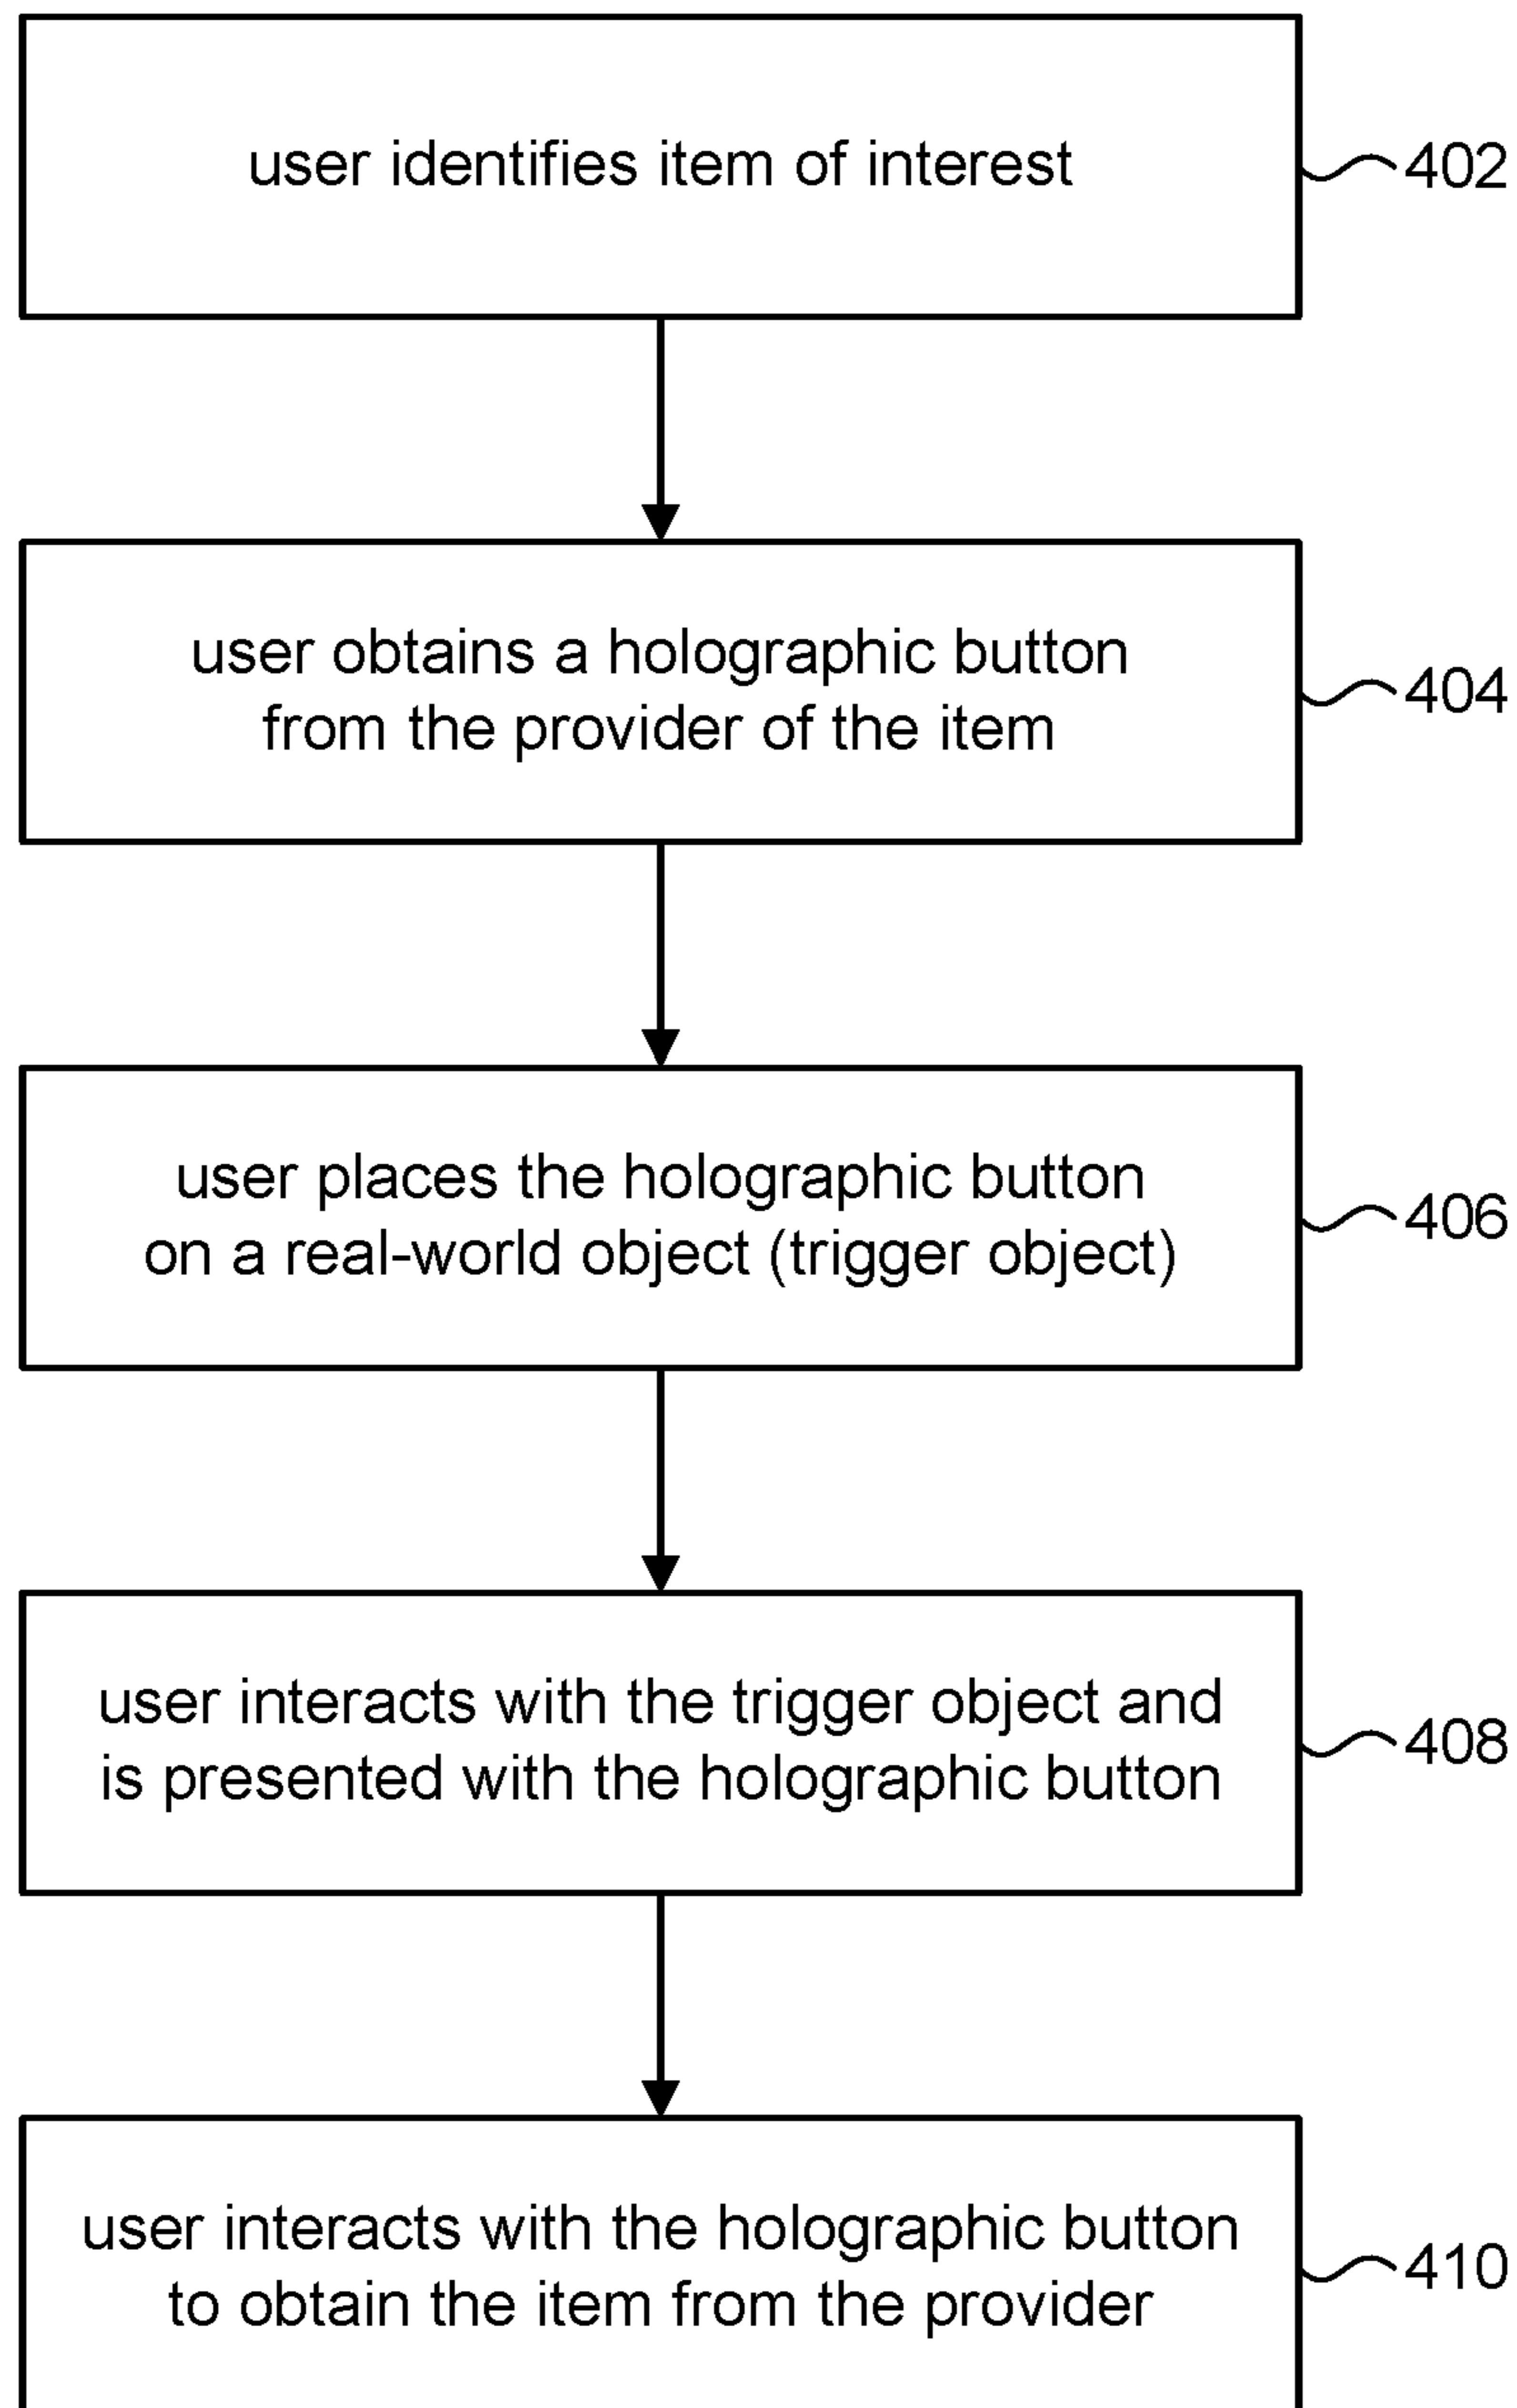 user identifies item of interest
402
user obtains a holographic button
from the provider of the item
404
user places the holographic button
on a real-world object (trigger object)
406
user interacts with the trigger object and
is presented with the holographic button
408
user interacts with the holographic button
to obtain the item from the provider
410